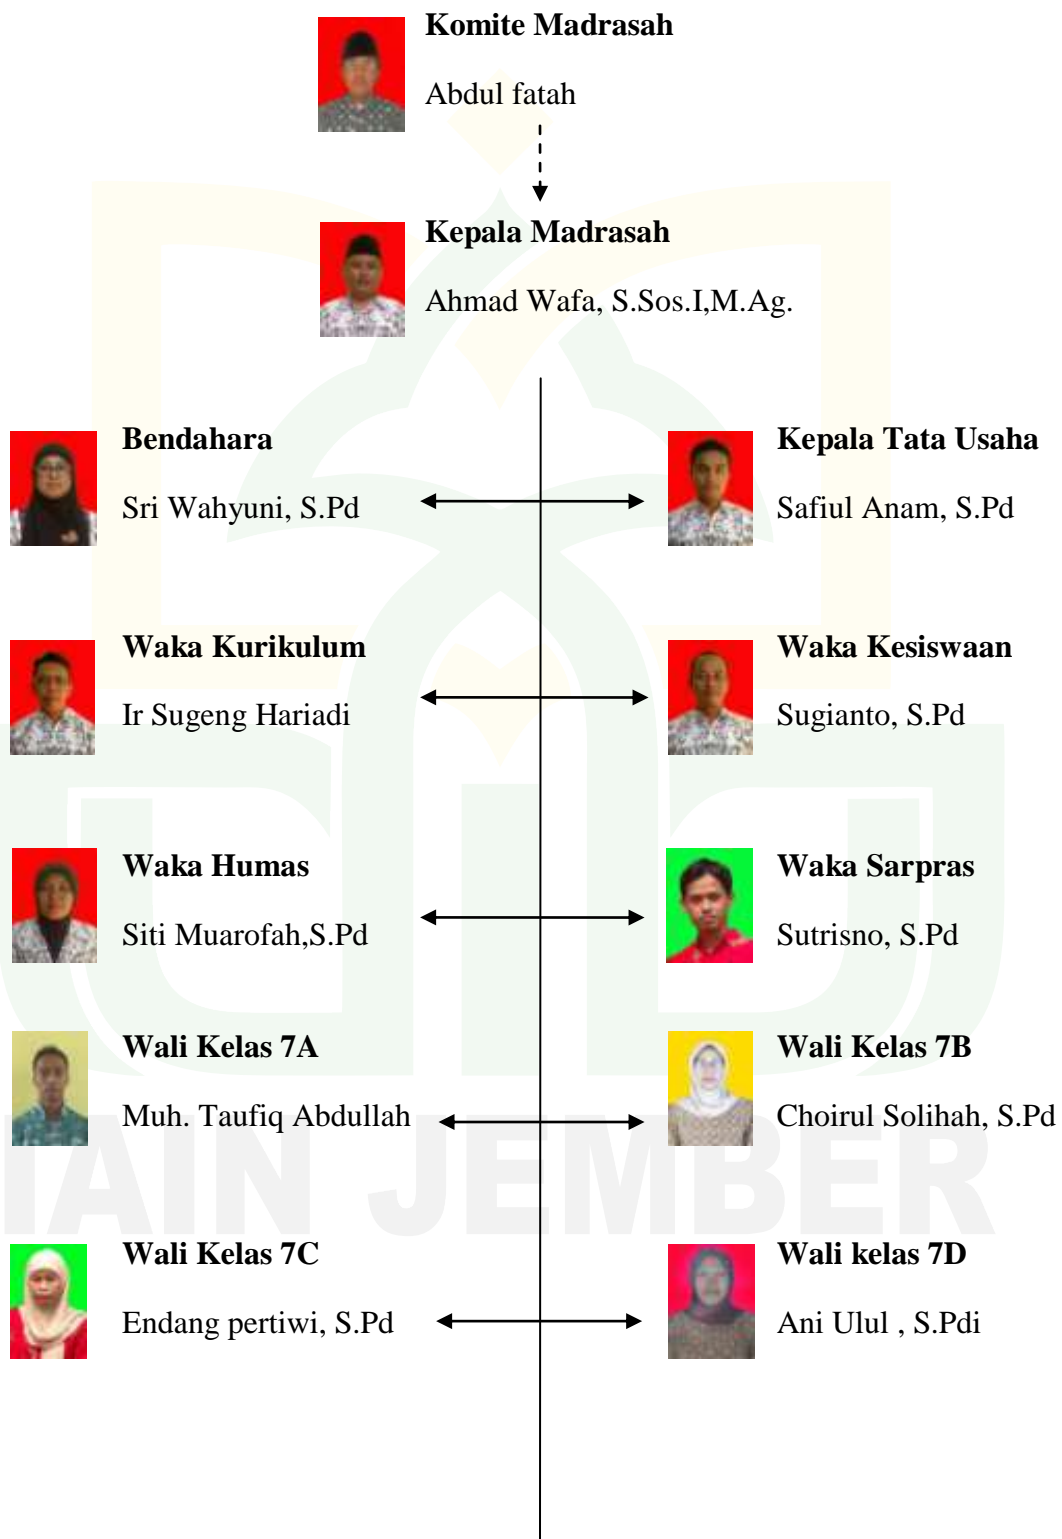 Komite Madrasah
Abdul fatah
Kepala Madrasah
Ahmad Wafa, S.Sos.I,M.Ag.
Bendahara
Sri Wahyuni, S.Pd
Kepala Tata Usaha
Safiul Anam, S.Pd
Waka Kurikulum
Ir Sugeng Hariadi
Waka Kesiswaan
Sugianto, S.Pd
Waka Humas
Siti Muarofah,S.Pd
Waka Sarpras
Sutrisno, S.Pd
Wali Kelas 7A
Muh. Taufiq Abdullah
Wali Kelas 7B
Choirul Solihah, S.Pd
IAIN JEMBER
Wali Kelas 7C
Endang pertiwi, S.Pd
Wali kelas 7D
Ani Ulul , S.Pdi